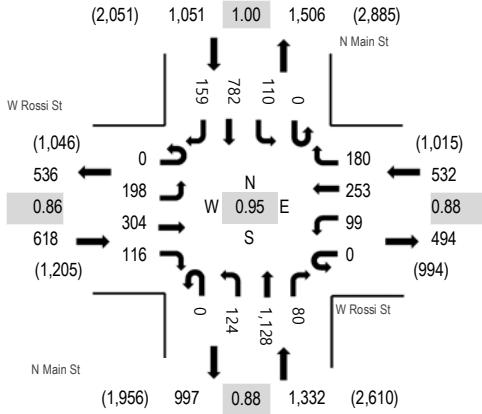 (2,051) 1,051 1.00 1,506 (2,885)
N Main St
159 782 110 0
W Rossi St
(1,046) 0 180 (1,015)
536 198 N 253 532
0.86 304 W 0.95 E 99 0.88
618 116 S 0 494
(1,205) (994)
0 124 1,128 80
W Rossi St
N Main St
(1,956) 997 0.88 1,332 (2,610)